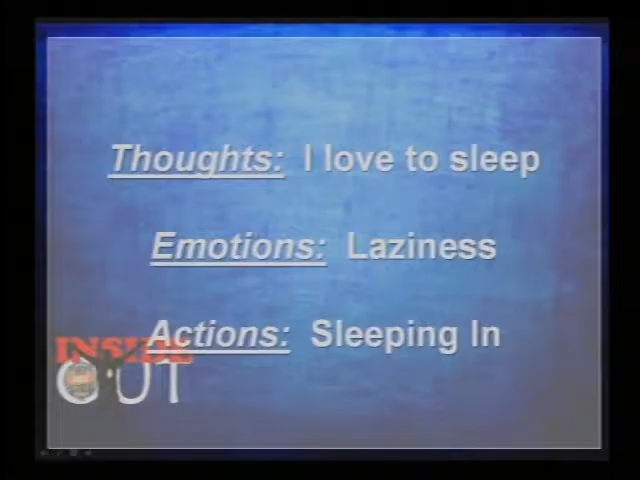 Thoughts: I love to sleep
Emotions: Laziness
Actions: Sleeping In
INSIDE
OUT